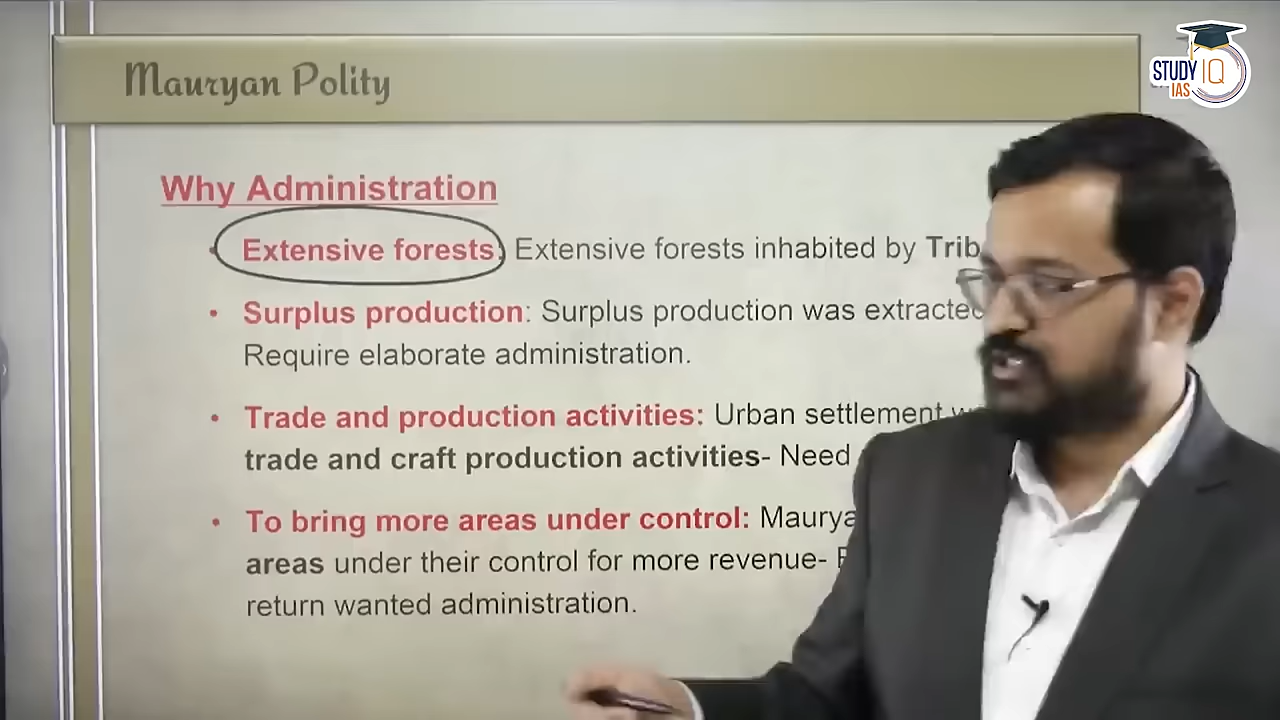 Mauryan Polity
STUDY IQ
IAS
Why Administration
• Extensive forests: Extensive forests inhabited by
• Surplus production: Surplus production was
Require elaborate administration.
• Trade and production activities: Urban settlement
trade and craft production activities- Need
• To bring more areas under control:
areas under their control for more revenue-
return wanted administration.